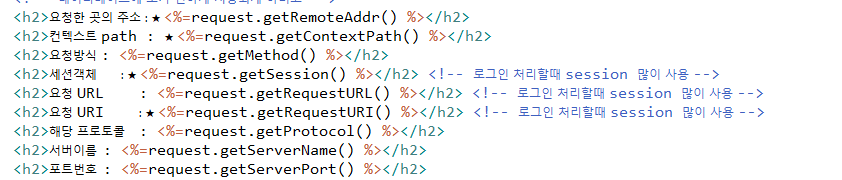 <h2>요청한 곳의 주소:★<%=request.getRemoteAddr() %></h2>
<h2>컨텍스트 path : ★<%=request.getContextPath() %></h2>
<h2>요청방식 : <%=request.getMethod() %></h2>
<h2>세션객체 :★<%=request.getSession() %></h2> <!-- 로그인 처리할때 session 많이 사용 -->
<h2>요청 URL : <%=request.getRequestURL() %></h2> <!-- 로그인 처리할때 session 많이 사용 -->
<h2>요청 URI :★<%=request.getRequestURI() %></h2> <!-- 로그인 처리할때 session 많이 사용 -->
<h2>해당 프로토콜 : <%=request.getProtocol() %></h2>
<h2>서버이름 : <%=request.getServerName() %></h2>
<h2>포트번호 : <%=request.getServerPort() %></h2>